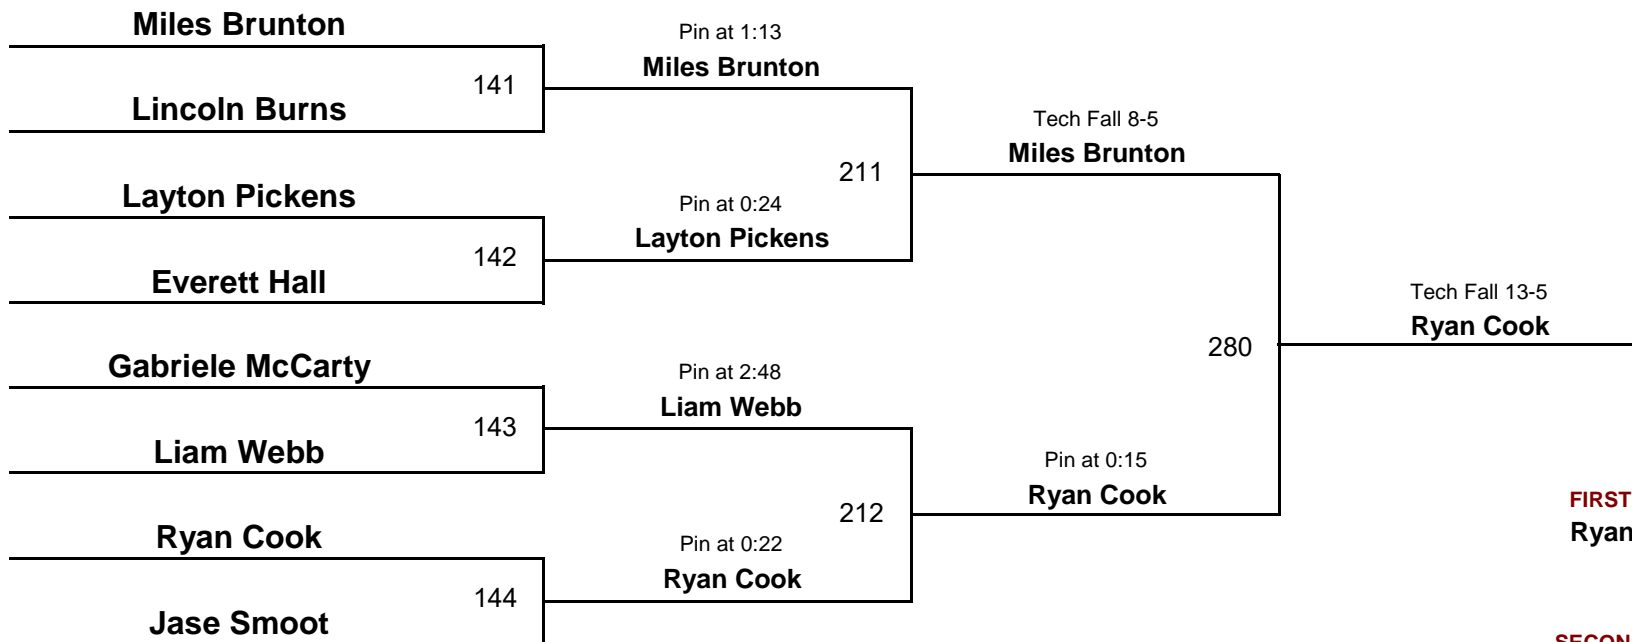 Miles Brunton
Pin at 1:13
Miles Brunton
141
Lincoln Burns
Tech Fall 8-5
Miles Brunton
211
Layton Pickens
Pin at 0:24
Layton Pickens
142
Everett Hall
Tech Fall 13-5
Ryan Cook
280
Gabriele McCarty
Pin at 2:48
Liam Webb
143
Liam Webb
Pin at 0:15
Ryan Cook
212
FIRST
Ryan
Ryan Cook
Pin at 0:22
Ryan Cook
144
Jase Smoot
SECON